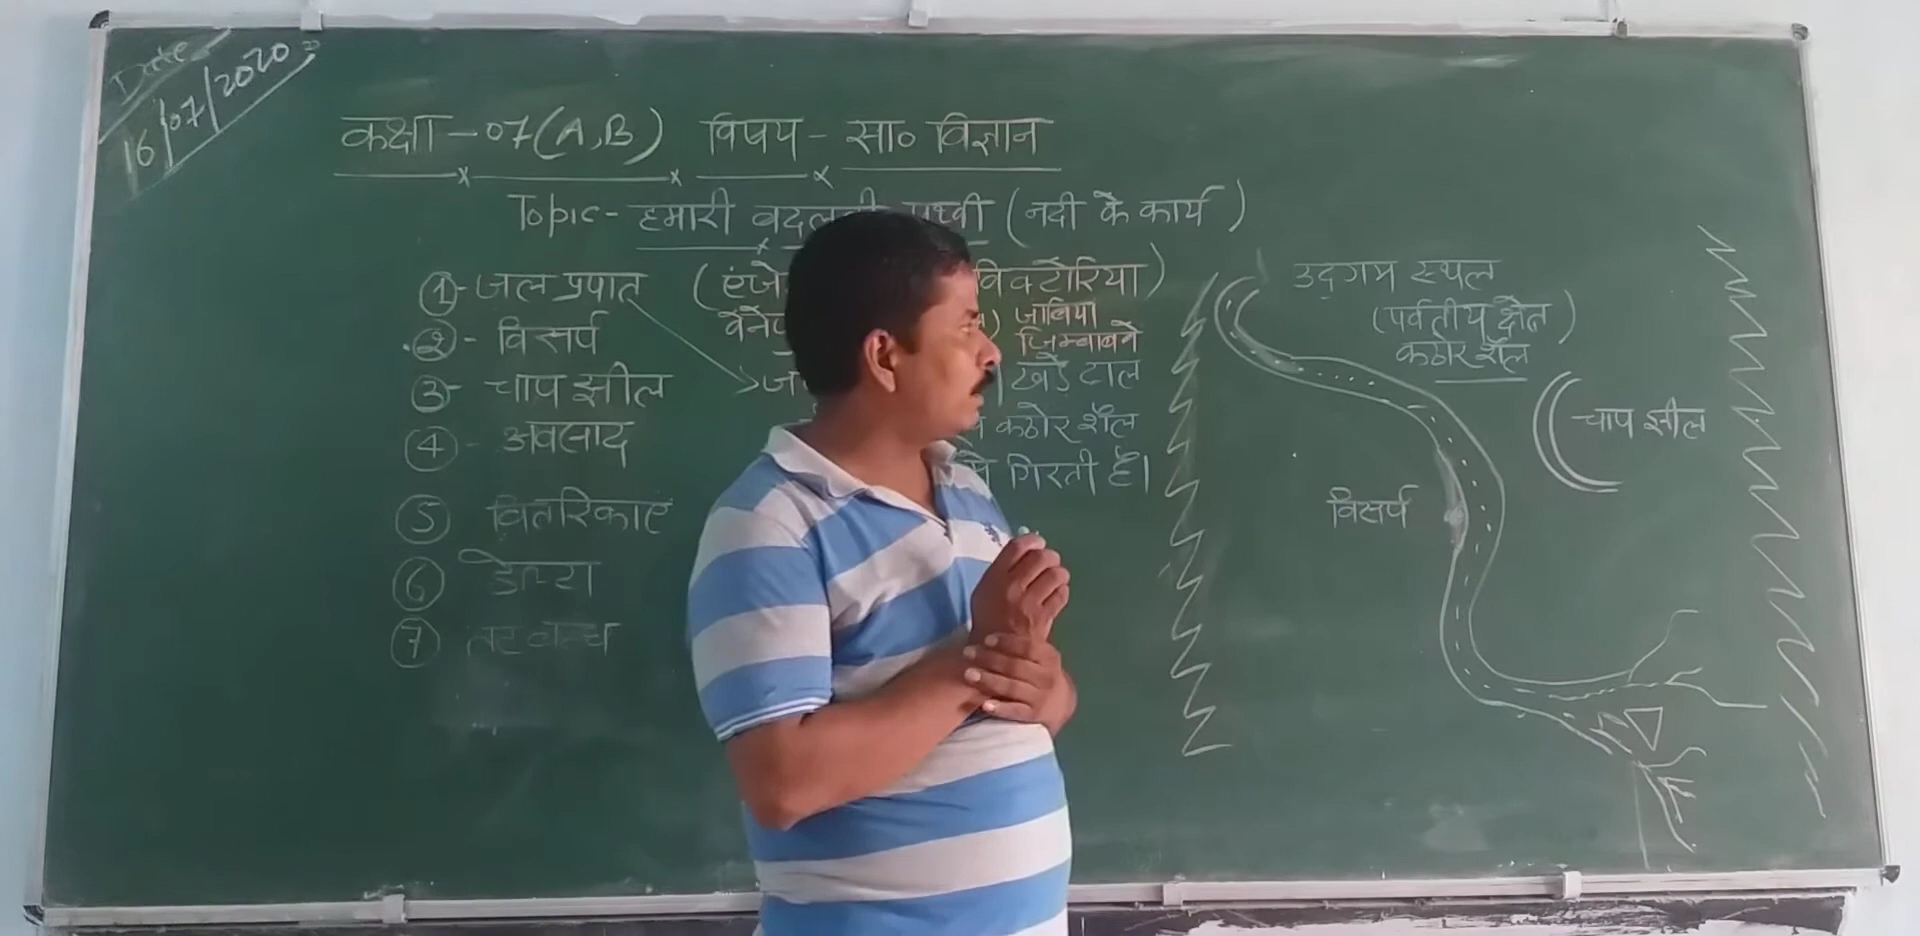 Date
16/07/2020
कक्षा - 07 (A,B) विषय - सा० विज्ञान
Topic - हमारी (नदी के कार्य)
① - जल प्रपात विक्टोरिया)
जांबिया
जिम्बाबवे
② - विसर्प
③ - चाप झील खड़े ढाल
④ - अवसाद कठोर शैल
गिरती है।
⑤ वितरिकाएं
⑥ डेल्टा
⑦ तटबन्ध
उद्गम स्थल
(पर्वतीय क्षेत्र)
कठोर शैल
चाप झील
विसर्प